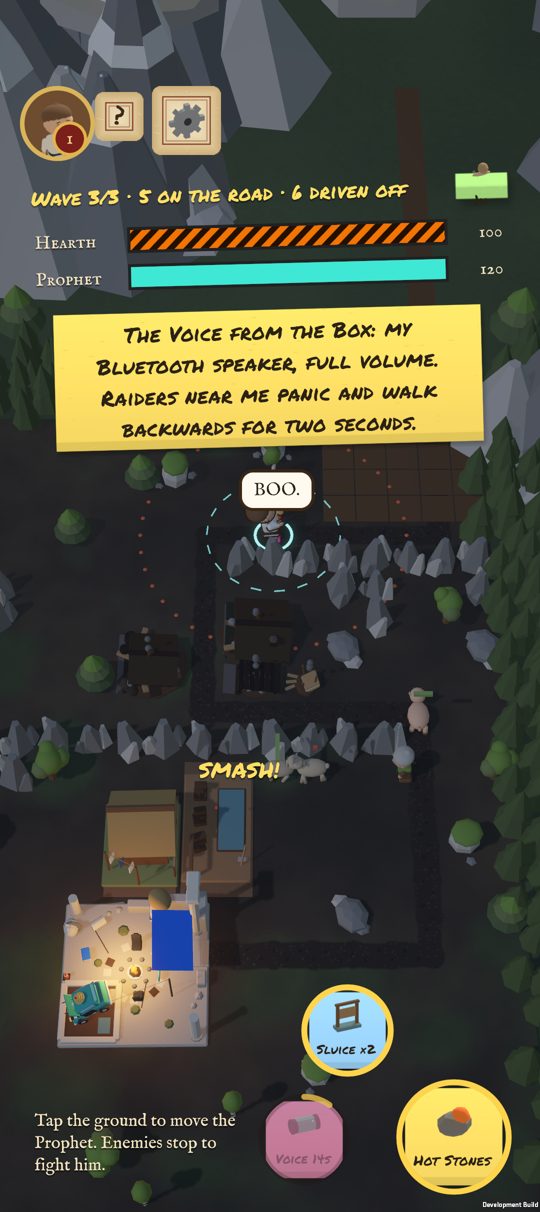 ?
1
Wave 3/3 · 5 on the road · 6 driven off
Hearth
100
Prophet
120
The Voice from the Box: my
Bluetooth speaker, full volume.
Raiders near me panic and walk
backwards for two seconds.
BOO.
SMASH!
Sluice x2
Tap the ground to move the
Prophet. Enemies stop to
fight him.
Voice 14s
Hot Stones
Development Build